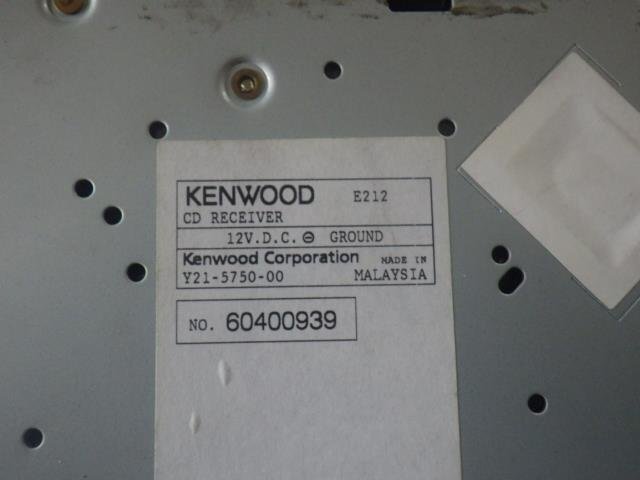 KENWOOD E212
CD RECEIVER
12V.D.C. ⊖ GROUND
Kenwood Corporation MADE IN
Y21-5750-00 MALAYSIA
NO. 60400939